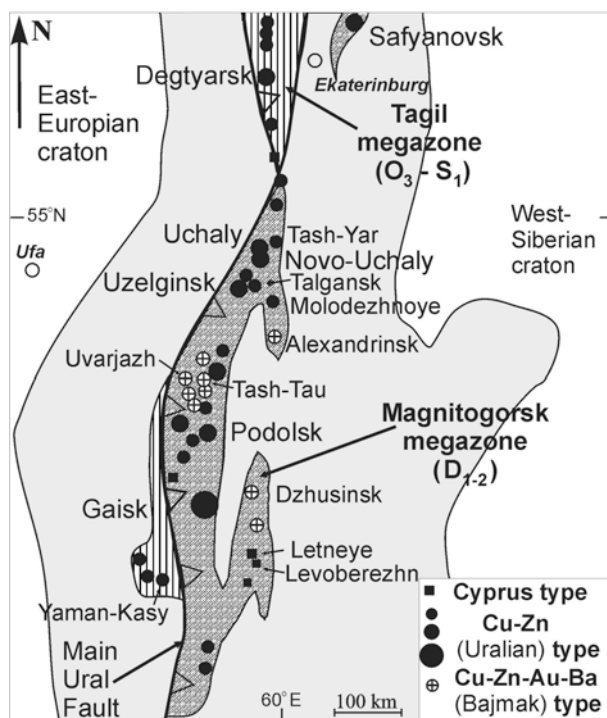 N
Safyanovsk
Degtyarsk
Ekaterinburg
East-
Europian
craton
Tagil
megazone
(O3 - S1)
55°N
West-
Siberian
craton
Ufa
Uchaly
Tash-Yar
Novo-Uchaly
Uzelginsk
Talgansk
Molodezhnoye
Alexandrinsk
Uvarjazh
Tash-Tau
Magnitogorsk
megazone
(D1-2)
Podolsk
Dzhusinsk
Gaisk
Letneye
Levoberezhn
Yaman-Kasy
Main
Ural
Fault
60°E
100 km
Cyprus type
Cu-Zn
(Uralian) type
Cu-Zn-Au-Ba
(Bajmak) type